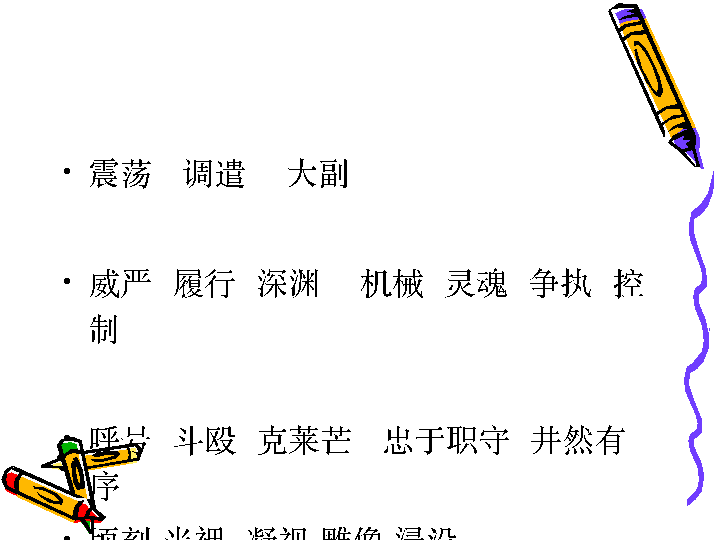 • 震荡 调遣 大副
• 威严 履行 深渊 机械 灵魂 争执 控
制
呼号 斗殴 克莱芒 忠于职守 井然有
序
• 顷刻 半裸 凝视 雕像 浸没